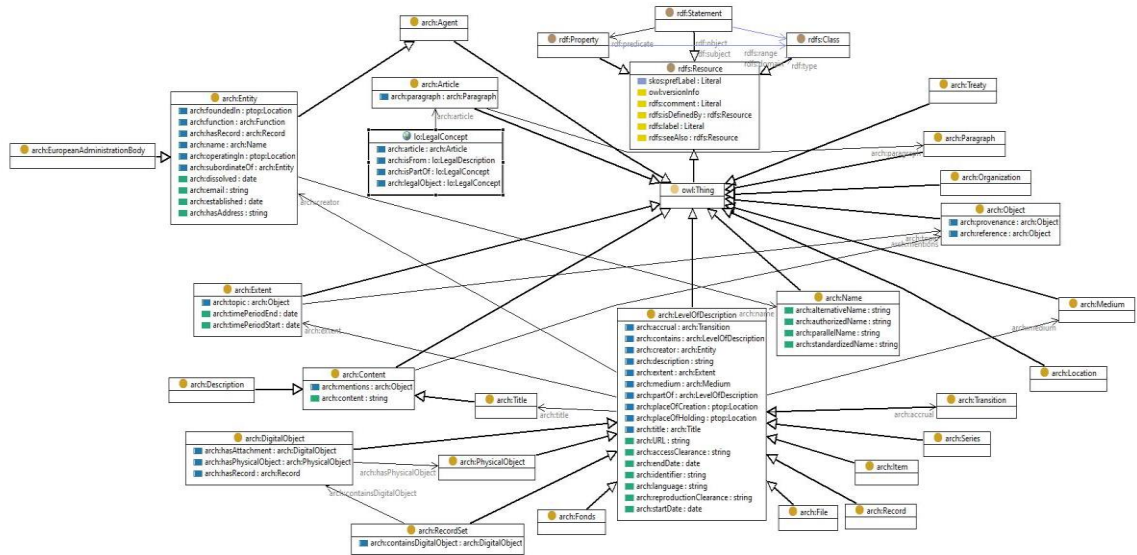 arch:Agent
rdf:Statement
rdf:Property
rdf:predicate
rdf:object
rdf:subject
rdfs:range
rdfs:domain
rdfs:Class
rdf:type
rdfs:Resource
skos:prefLabel : Literal
owl:versionInfo
rdfs:comment : Literal
rdfs:isDefinedBy : rdfs:Resource
rdfs:label : Literal
rdfs:seeAlso : rdfs:Resource
arch:Article
arch:paragraph : arch:Paragraph
arch:article
arch:Treaty
arch:Entity
arch:foundedIn : ptop:Location
arch:function : arch:Function
arch:hasRecord : arch:Record
arch:name : arch:Name
arch:operatingIn : ptop:Location
arch:subordinateOf : arch:Entity
arch:dissolved : date
arch:email : string
arch:established : date
arch:hasAddress : string
arch:EuropeanAdministrationBody
lo:LegalConcept
arch:article : arch:Article
arch:isFrom : lo:LegalDescription
arch:isPartOf : lo:LegalConcept
arch:legalObject : lo:LegalConcept
arch:Paragraph
arch:paragraph
arch:Organization
owl:Thing
arch:creator
arch:Object
arch:provenance : arch:Object
arch:reference : arch:Object
arch:mentions
arch:Extent
arch:topic : arch:Object
arch:timePeriodEnd : date
arch:timePeriodStart : date
arch:extent
arch:Name
arch:alternativeName : string
arch:authorizedName : string
arch:parallelName : string
arch:standardizedName : string
arch:name
arch:Medium
arch:medium
arch:LevelOfDescription
arch:accrual : arch:Transition
arch:contains : arch:LevelOfDescription
arch:creator : arch:Entity
arch:description : string
arch:extent : arch:Extent
arch:medium : arch:Medium
arch:partOf : arch:LevelOfDescription
arch:placeOfCreation : ptop:Location
arch:placeOfHolding : ptop:Location
arch:title : arch:Title
arch:URL : string
arch:accessClearance : string
arch:endDate : date
arch:identifier : string
arch:language : string
arch:reproductionClearance : string
arch:startDate : date
arch:Location
arch:Description
arch:Content
arch:mentions : arch:Object
arch:content : string
arch:Title
arch:title
arch:Transition
arch:accrual
arch:DigitalObject
arch:hasAttachment : arch:DigitalObject
arch:hasPhysicalObject : arch:PhysicalObject
arch:hasRecord : arch:Record
arch:hasPhysicalObject
arch:PhysicalObject
arch:Series
arch:Item
arch:containsDigitalObject
arch:RecordSet
arch:containsDigitalObject : arch:DigitalObject
arch:Fonds
arch:File
arch:Record